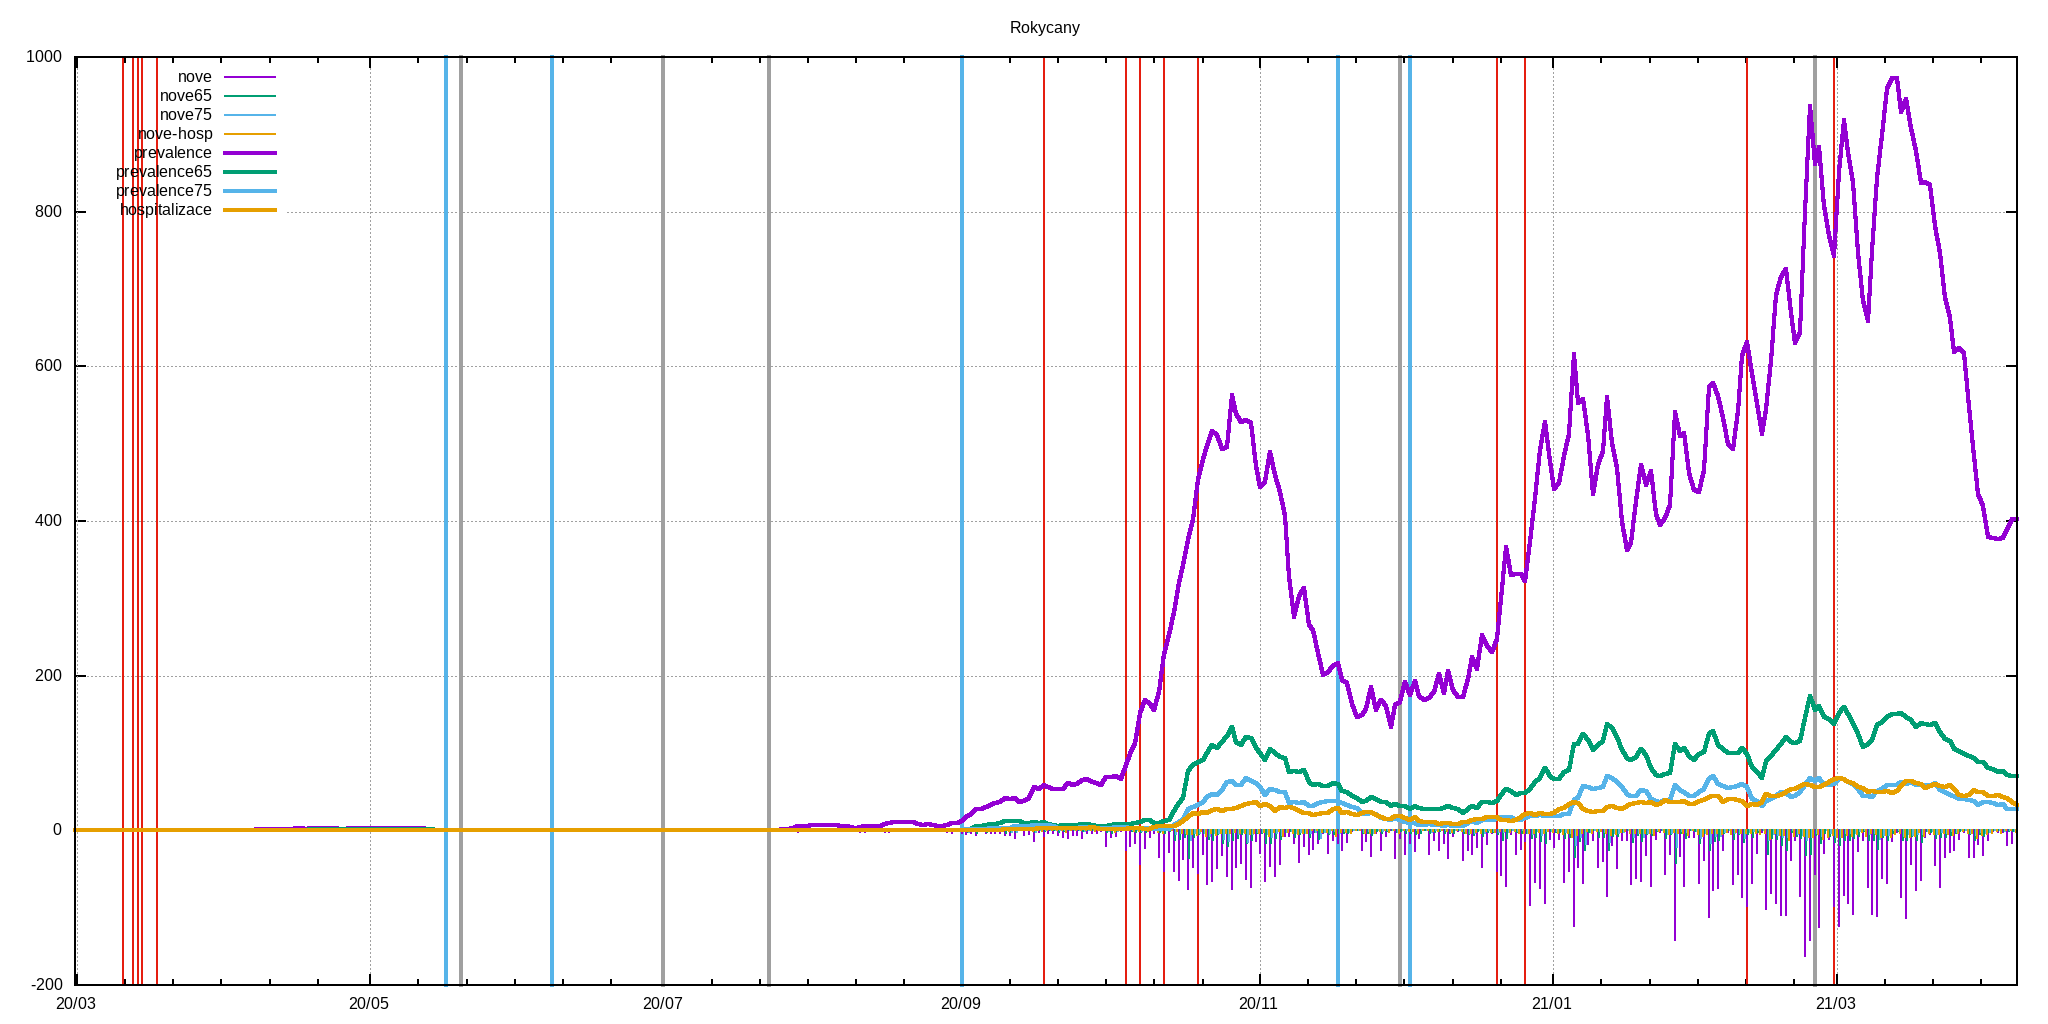 Rokycany
1000
800
600
400
200
0
-200
nove
nove65
nove75
nove-hosp
prevalence
prevalence65
prevalence75
hospitalizace
20/03 20/05 20/07 20/09 20/11 21/01 21/03